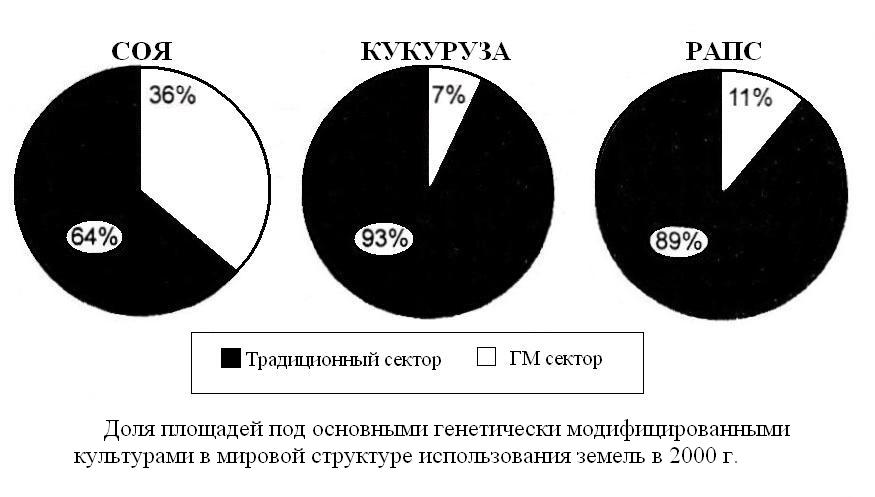 СОЯ
36%
64%
КУКУРУЗА
7%
93%
РАПС
11%
89%
Традиционный сектор
ГМ сектор
Доля площадей под основными генетически модифицированными
культурами в мировой структуре использования земель в 2000 г.